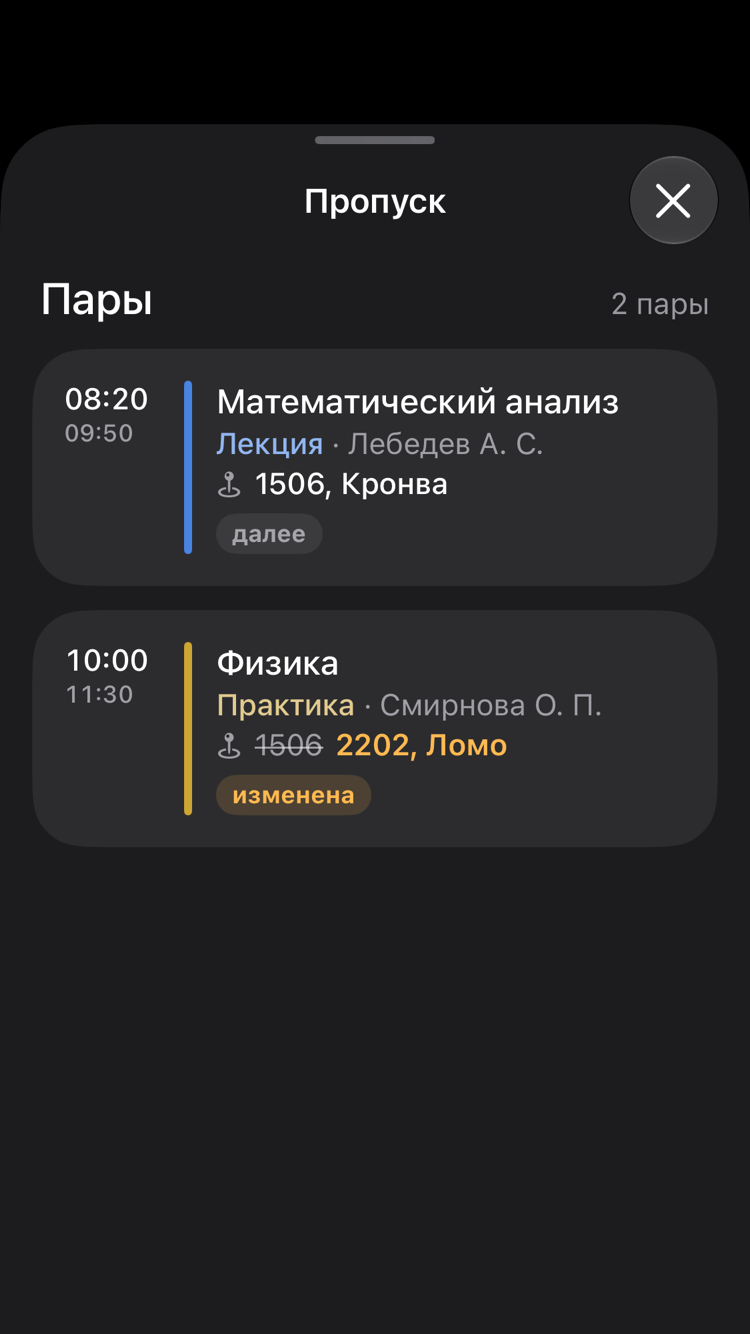 Пропуск
Пары
2 пары
08:20
09:50
Математический анализ
Лекция · Лебедев А. С.
1506, Кронва
далее
10:00
11:30
Физика
Практика · Смирнова О. П.
1506 2202, Ломо
изменена